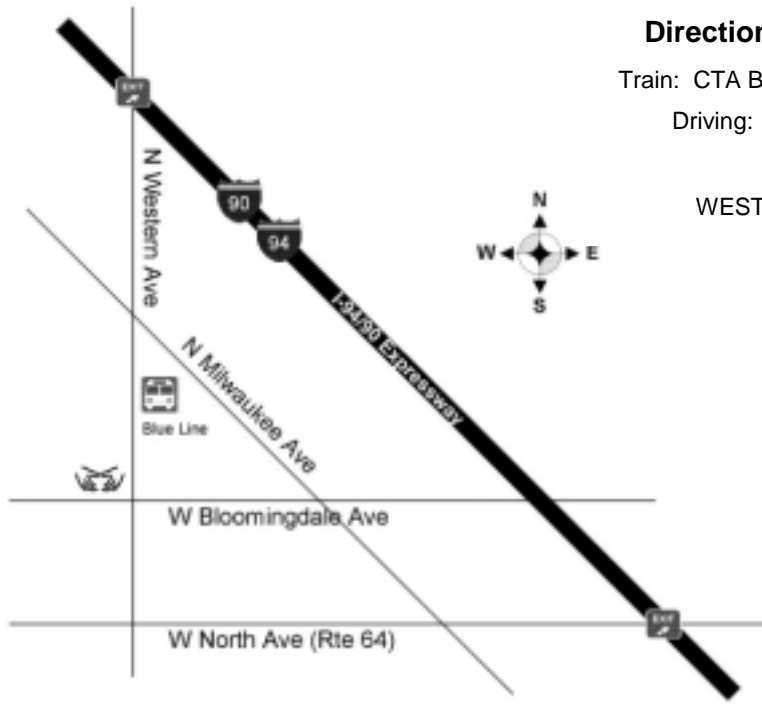 Direction
Train: CTA B
Driving:
WEST
EXIT
N Western Ave
90
94
N
W E
S
I-94/90 Expressway
N Milwaukee Ave
Blue Line
W Bloomingdale Ave
W North Ave (Rte 64)
EXIT